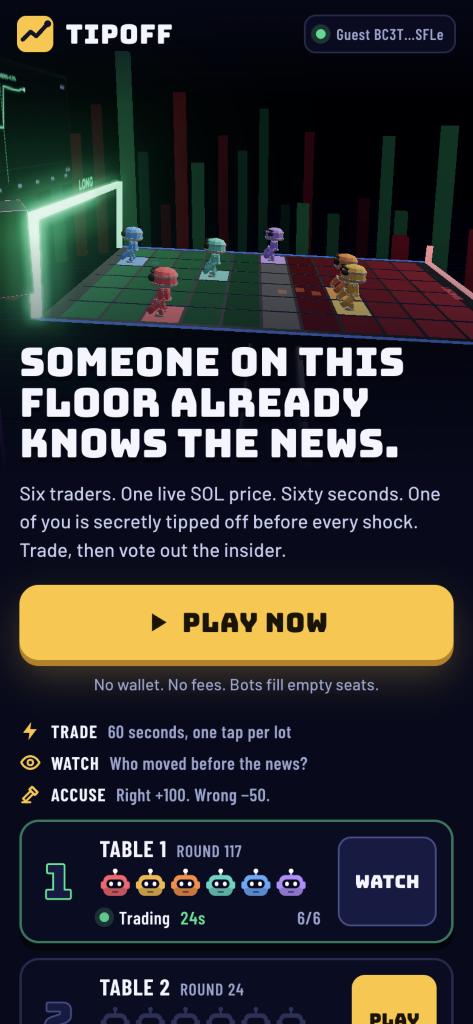 TIPOFF
Guest BC3T...SFLe
LONG
SOMEONE ON THIS
FLOOR ALREADY
KNOWS THE NEWS.
Six traders. One live SOL price. Sixty seconds. One
of you is secretly tipped off before every shock.
Trade, then vote out the insider.
PLAY NOW
No wallet. No fees. Bots fill empty seats.
TRADE 60 seconds, one tap per lot
WATCH Who moved before the news?
ACCUSE Right +100. Wrong −50.
1
TABLE 1 ROUND 117
WATCH
Trading 24s 6/6
TABLE 2 ROUND 24
2
PLAY